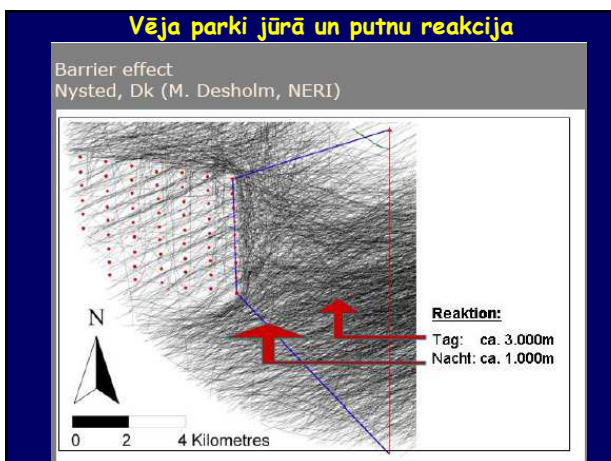 Vēja parki jūrā un putnu reakcija
Barrier effect
Nysted, Dk (M. Desholm, NERI)
N
Reaktion:
Tag: ca. 3.000m
Nacht: ca. 1.000m
0 2 4 Kilometres